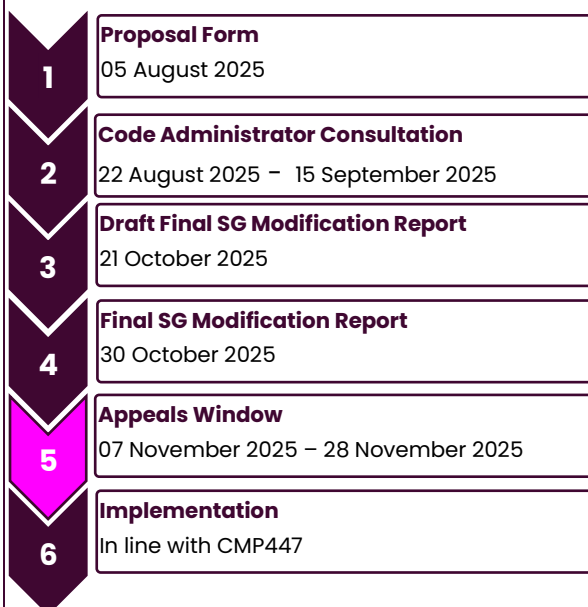 1
Proposal Form
05 August 2025
2
Code Administrator Consultation
22 August 2025 – 15 September 2025
3
Draft Final SG Modification Report
21 October 2025
4
Final SG Modification Report
30 October 2025
5
Appeals Window
07 November 2025 – 28 November 2025
6
Implementation
In line with CMP447